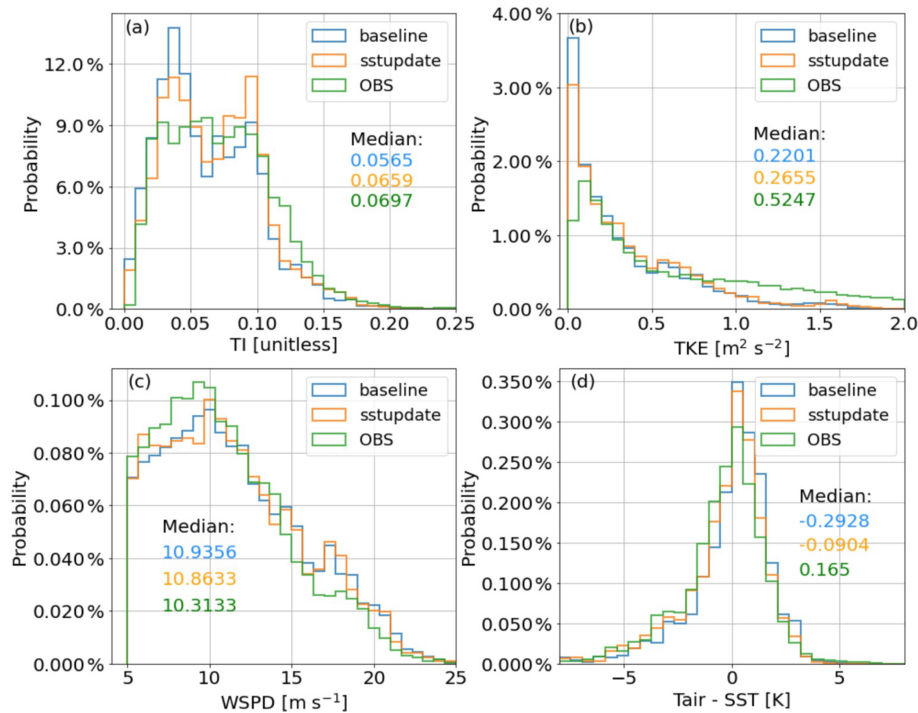 (a)
baseline
sstupdate
OBS
Median:
0.0565
0.0659
0.0697
Probability
12.0 %
9.0 %
6.0 %
3.0 %
0.0 %
0.00 0.05 0.10 0.15 0.20 0.25
TI [unitless]
(b)
baseline
sstupdate
OBS
Median:
0.2201
0.2655
0.5247
Probability
4.00 %
3.00 %
2.00 %
1.00 %
0.00 %
0.0 0.5 1.0 1.5 2.0
TKE [m² s⁻²]
(c)
baseline
sstupdate
OBS
Median:
10.9356
10.8633
10.3133
Probability
0.100 %
0.080 %
0.060 %
0.040 %
0.020 %
0.000 %
5 10 15 20 25
WSPD [m s⁻¹]
(d)
baseline
sstupdate
OBS
Median:
-0.2928
-0.0904
0.165
Probability
0.350 %
0.300 %
0.250 %
0.200 %
0.150 %
0.100 %
0.050 %
0.000 %
−5 0 5
Tair - SST [K]